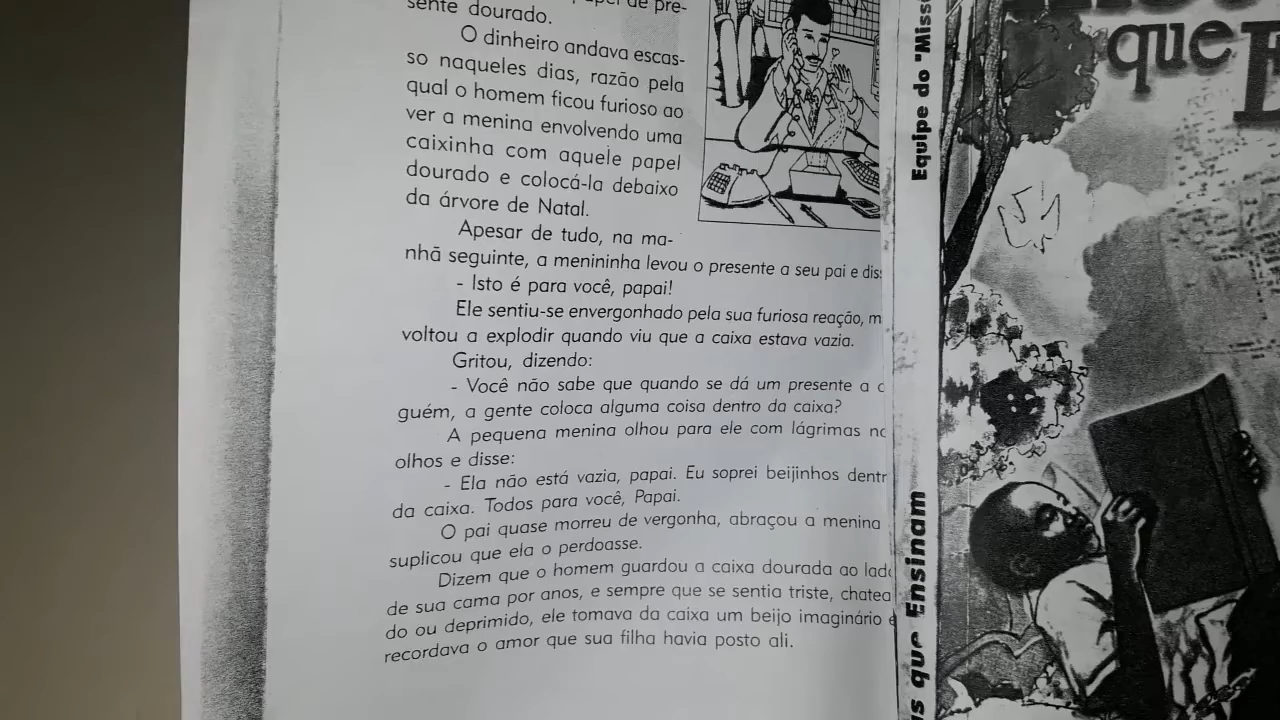 de pre-
sente dourado.
O dinheiro andava escas-
so naqueles dias, razão pela
qual o homem ficou furioso ao
ver a menina envolvendo uma
caixinha com aquele papel
dourado e colocá-la debaixo
da árvore de Natal.
Apesar de tudo, na ma-
nhã seguinte, a menininha levou o presente a seu pai e diss
- Isto é para você, papai!
Ele sentiu-se envergonhado pela sua furiosa reação, m
voltou a explodir quando viu que a caixa estava vazia.
Gritou, dizendo:
- Você não sabe que quando se dá um presente a
guém, a gente coloca alguma coisa dentro da caixa?
A pequena menina olhou para ele com lágrimas no
olhos e disse:
- Ela não está vazia, papai. Eu soprei beijinhos dentr
da caixa. Todos para você, Papai.
O pai quase morreu de vergonha, abraçou a menina
suplicou que ela o perdoasse.
Dizem que o homem guardou a caixa dourada ao lado
de sua cama por anos, e sempre que se sentia triste, chatea
do ou deprimido, ele tomava da caixa um beijo imaginário e
recordava o amor que sua filha havia posto ali.
as que Ensinam
Equipe do "Miss
que E